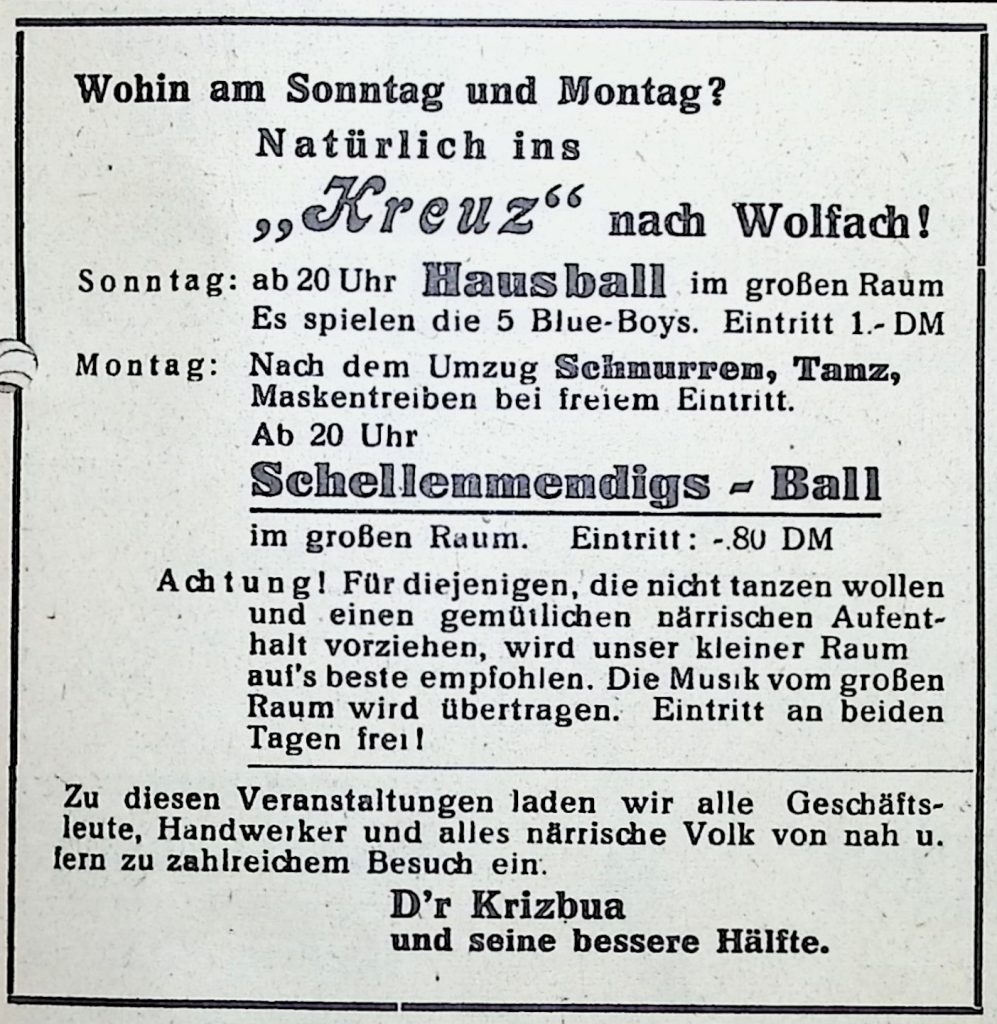 Wohin am Sonntag und Montag?
Natürlich ins
„Kreuz“ nach Wolfach!
Sonntag: ab 20 Uhr Hausball im großen Raum
Es spielen die 5 Blue-Boys. Eintritt 1.- DM
Montag: Nach dem Umzug Schnurren, Tanz,
Maskentreiben bei freiem Eintritt.
Ab 20 Uhr
Schellenmendigs - Ball
im großen Raum. Eintritt: -.80 DM
Achtung! Für diejenigen, die nicht tanzen wollen
und einen gemütlichen närrischen Aufent-
halt vorziehen, wird unser kleiner Raum
auf's beste empfohlen. Die Musik vom großen
Raum wird übertragen. Eintritt an beiden
Tagen frei!
Zu diesen Veranstaltungen laden wir alle Geschäfts-
leute, Handwerker und alles närrische Volk von nah u.
fern zu zahlreichem Besuch ein.
D'r Krizbua
und seine bessere Hälfte.